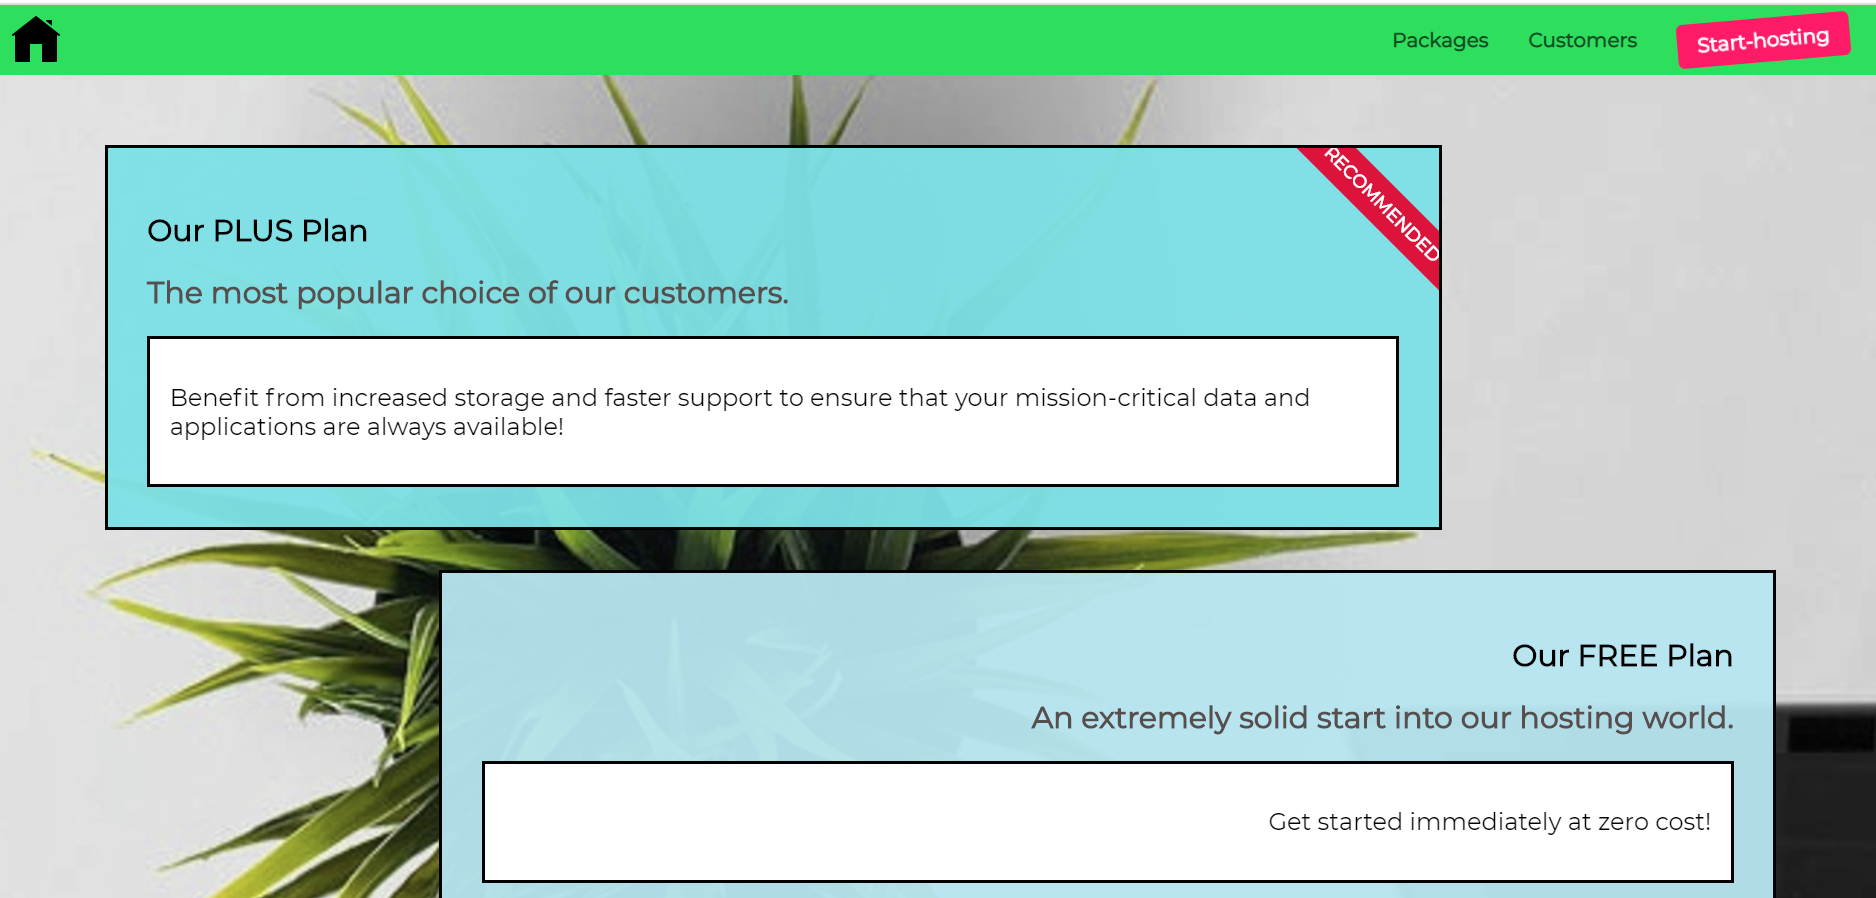 Packages
Customers
Start-hosting
RECOMMENDED
Our PLUS Plan
The most popular choice of our customers.
Benefit from increased storage and faster support to ensure that your mission-critical data and
applications are always available!
Our FREE Plan
An extremely solid start into our hosting world.
Get started immediately at zero cost!